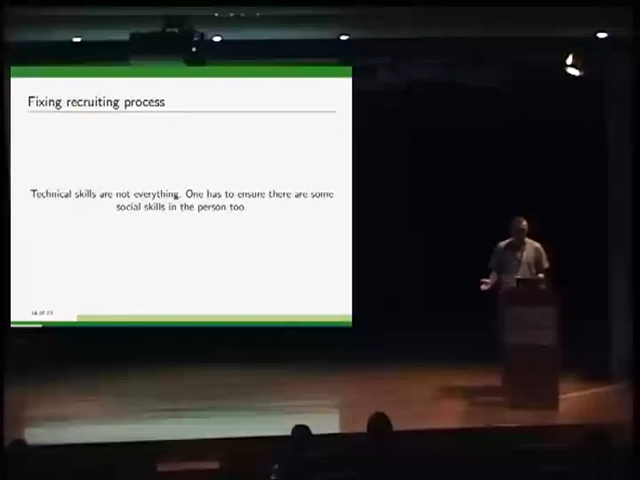 Fixing recruiting process
Technical skills are not everything. One has to ensure there are some
social skills in the person too.